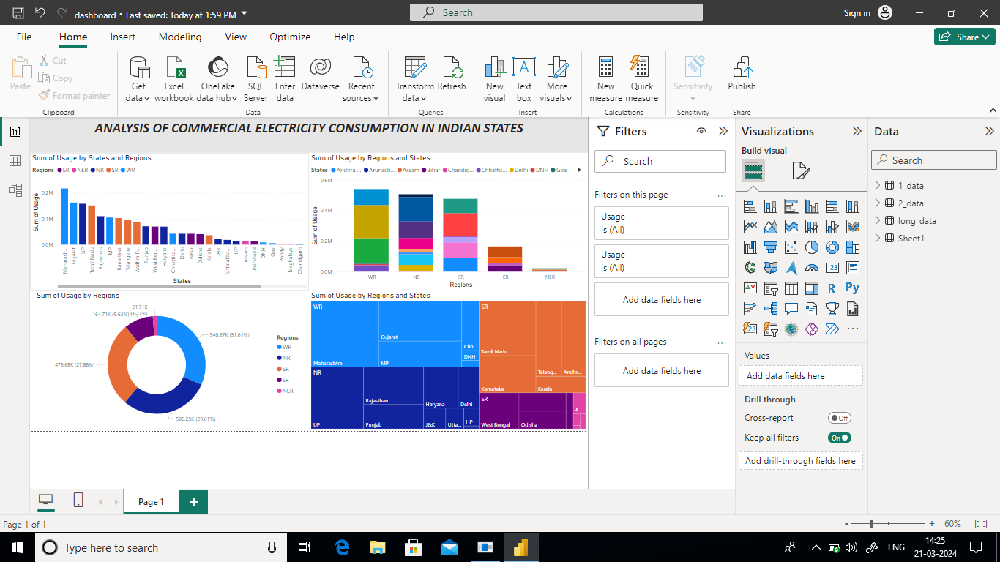 dashboard • Last saved: Today at 1:59 PM
Search
Sign in
File Home Insert Modeling View Optimize Help
Share
Paste
Cut
Copy
Format painter
Clipboard
Get data
Excel workbook
OneLake data hub
SQL Server
Enter data
Dataverse
Recent sources
Data
Transform data
Refresh
Queries
New visual
Text box
More visuals
Insert
New measure
Quick measure
Calculations
Sensitivity
Sensitivity
Publish
Share
ANALYSIS OF COMMERCIAL ELECTRICITY CONSUMPTION IN INDIAN STATES
Sum of Usage by States and Regions
Regions ER NER NR SR WR
Sum of Usage
0.2M
0.1M
0.0M
Maharash...
Gujarat
UP
Tamil Nadu
Rajasthan
MP
Karnataka
Telangana
Andhra P...
Punjab
West Ben...
Haryana
Chhattisg...
Delhi
Bihar
Odisha
Kerala
J&K
Uttarakha...
HP
Assam
Jharkhand
DNH
Goa
Pondy
Meghalaya
Chandigarh
States
Sum of Usage by Regions and States
States Andhra ... Arunach... Assam Bihar Chandig... Chhattis... Delhi DNH Goa
Sum of Usage
0.6M
0.4M
0.2M
0.0M
WR NR SR ER NER
Regions
Sum of Usage by Regions
21.71K
(1.27%)
164.71K (9.63%)
540.37K (31.61%)
476.68K (27.88%)
506.25K (29.61%)
Regions
WR
NR
SR
ER
NER
Sum of Usage by Regions and States
WR
Maharashtra
Gujarat
MP
Chh...
DNH
NR
UP
Rajasthan
Punjab
Haryana
Delhi
J&K
Utta...
HP
SR
Tamil Nadu
Karnataka
Telang...
Andhr...
Kerala
ER
West Bengal
Odisha
A...
Filters
Search
Filters on this page
...
Usage
is (All)
Usage
is (All)
Add data fields here
Filters on all pages
...
Add data fields here
Visualizations
Build visual
123
R
Py
123
...
Values
Add data fields here
Drill through
Cross-report
Off
Keep all filters
On
Add drill-through fields here
Data
Search
1_data
2_data
long_data_
Sheet1
Page 1
+
Page 1 of 1
- + 60%
Type here to search
ENG
14:25
21-03-2024